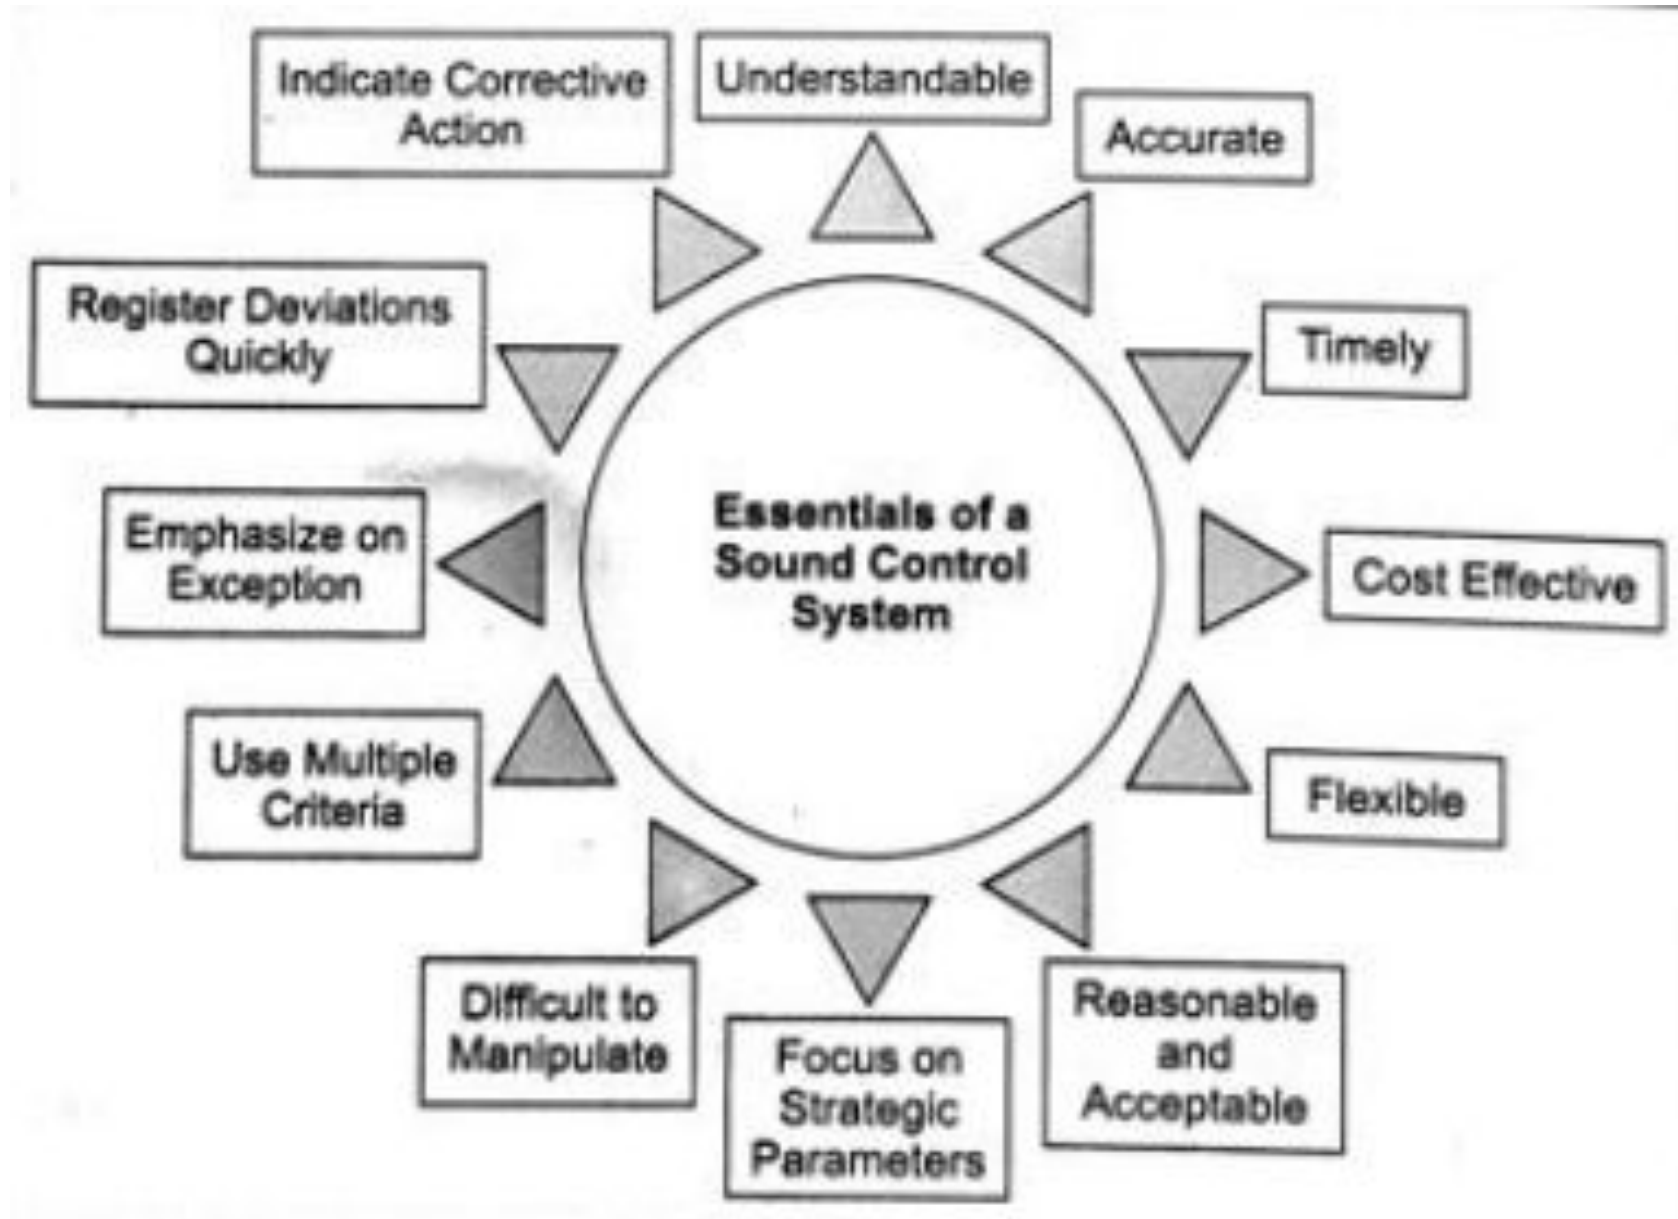 Understandable
Accurate
Timely
Cost Effective
Flexible
Reasonable
and
Acceptable
Focus on
Strategic
Parameters
Difficult to
Manipulate
Use Multiple
Criteria
Emphasize on
Exception
Register Deviations
Quickly
Indicate Corrective
Action
Essentials of a
Sound Control
System